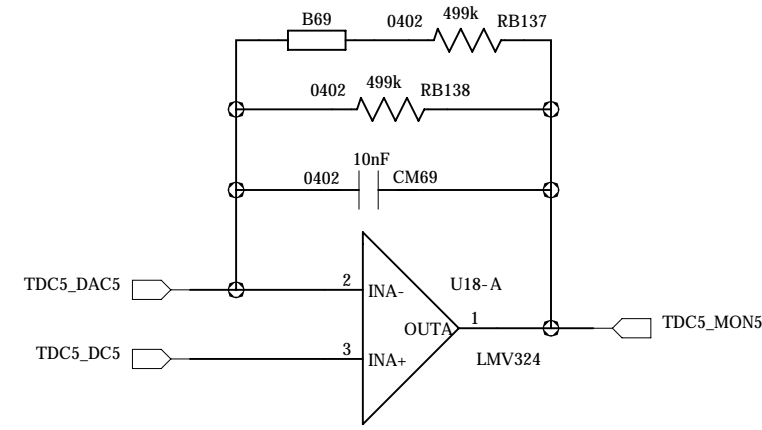 B69 0402 499k RB137
0402 499k RB138
10nF
0402 CM69
TDC5_DAC5 2 INA- U18-A
OUTA 1 TDC5_MON5
TDC5_DC5 3 INA+ LMV324